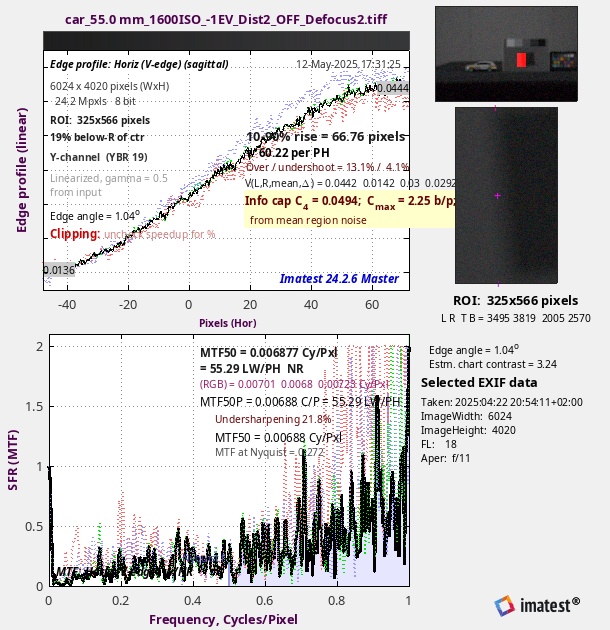 car_55.0 mm_1600ISO_-1EV_Dist2_OFF_Defocus2.tiff
Edge profile: Horiz (V-edge) (sagittal)
12-May-2025 17:31:25
6024 x 4020 pixels (WxH)
24.2 Mpxls 8 bit
ROI: 325x566 pixels
19% below-R of ctr
Y-channel (YBR 19)
Linearized, gamma = 0.5
from input
Edge angle = 1.04o
Clipping: uncheck speedup for %
0.0444
10-90% rise = 66.76 pixels
= 60.22 per PH
Over / undershoot = 13.1% / 4.1%
V(L,R,mean,Δ) = 0.0442 0.0142 0.03 0.0292
Info cap C4 = 0.0494; Cmax = 2.25 b/p;
from mean region noise
0.0136
Imatest 24.2.6 Master
Edge profile (linear)
-40 -20 0 20 40 60
Pixels (Hor)
ROI: 325x566 pixels
L R T B = 3495 3819 2005 2570
MTF50 = 0.006877 Cy/Pxl
= 55.29 LW/PH NR
(RGB) = 0.00701 0.0068 0.00723 Cy/Pxl
MTF50P = 0.00688 C/P = 55.29 LW/PH
Undersharpening 21.8%
MTF50 = 0.00688 Cy/Pxl
MTF at Nyquist = 0.272
SFR (MTF)
2
1.5
1
0.5
0
0 0.2 0.4 0.6 0.8 1
Frequency, Cycles/Pixel
Edge angle = 1.04o
Estm. chart contrast = 3.24
Selected EXIF data
Taken: 2025:04:22 20:54:11+02:00
ImageWidth: 6024
ImageHeight: 4020
FL: 18
Aper: f/11
imatest®